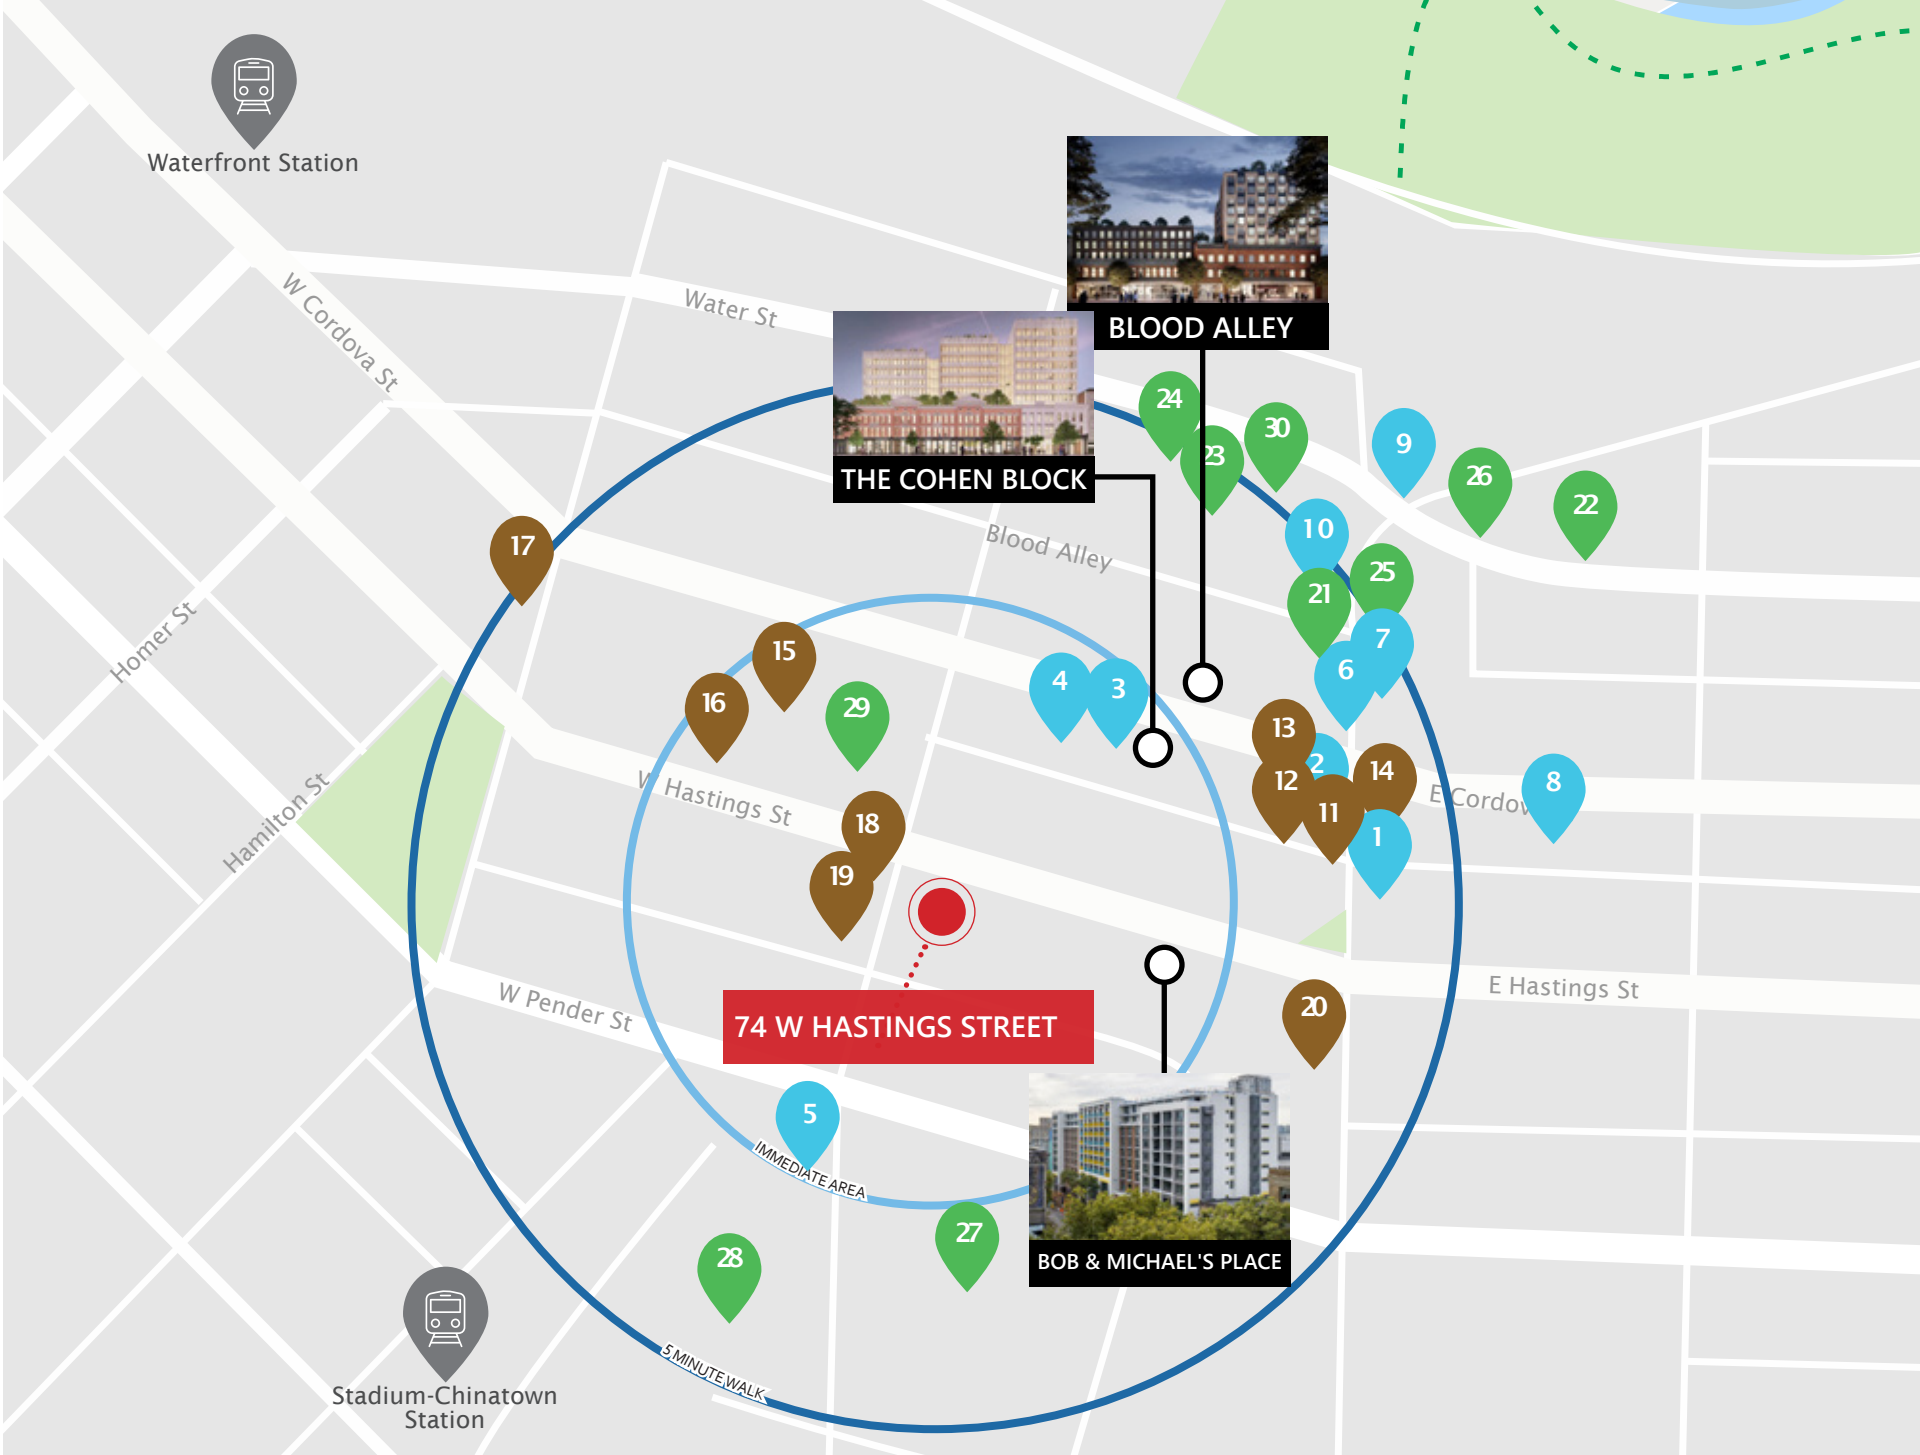 Waterfront Station
W Cordova St
Water St
BLOOD ALLEY
THE COHEN BLOCK
24
30
23
9
26
22
10
Blood Alley
17
25
21
7
6
Homer St
15
16
29
4
3
13
2
12
14
11
1
E Cordov
8
W Hastings St
Hamilton St
18
19
W Pender St
74 W HASTINGS STREET
E Hastings St
20
5
IMMEDIATE AREA
27
28
BOB & MICHAEL'S PLACE
5 MINUTE WALK
Stadium-Chinatown
Station